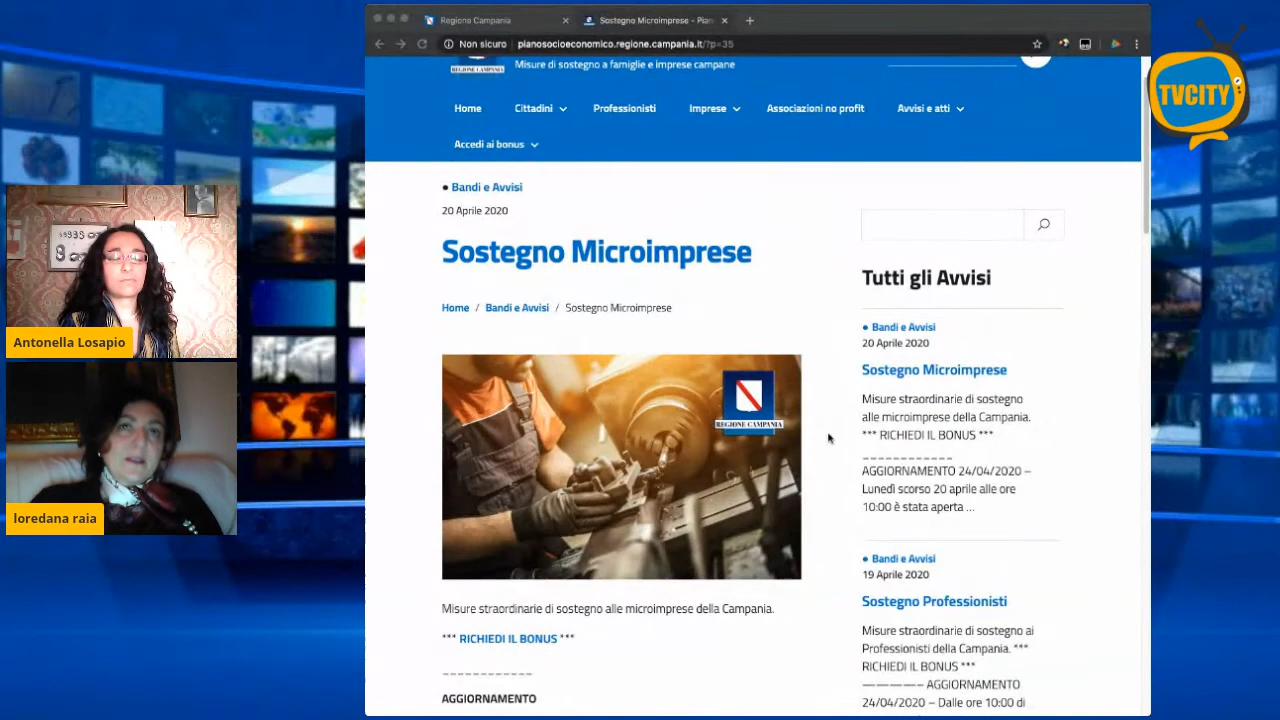 Regione Campania
Sostegno Microimprese - Pian
Non sicuro
pianosocioeconomico.regione.campania.it/?p=35
TVCITY
REGIONE CAMPANIA
Misure di sostegno a famiglie e imprese campane
Home
Cittadini
Professionisti
Imprese
Associazioni no profit
Avvisi e atti
Accedi ai bonus
Bandi e Avvisi
20 Aprile 2020
Sostegno Microimprese
Home / Bandi e Avvisi / Sostegno Microimprese
REGIONE CAMPANIA
Misure straordinarie di sostegno alle microimprese della Campania.
*** RICHIEDI IL BONUS ***
____________
AGGIORNAMENTO
Tutti gli Avvisi
Bandi e Avvisi
20 Aprile 2020
Sostegno Microimprese
Misure straordinarie di sostegno
alle microimprese della Campania.
*** RICHIEDI IL BONUS ***
____________
AGGIORNAMENTO 24/04/2020 –
Lunedì scorso 20 aprile alle ore
10:00 è stata aperta ...
Bandi e Avvisi
19 Aprile 2020
Sostegno Professionisti
Misure straordinarie di sostegno ai
Professionisti della Campania. ***
RICHIEDI IL BONUS ***
—————– AGGIORNAMENTO
24/04/2020 – Dalle ore 10:00 di
Antonella Losapio
loredana raia